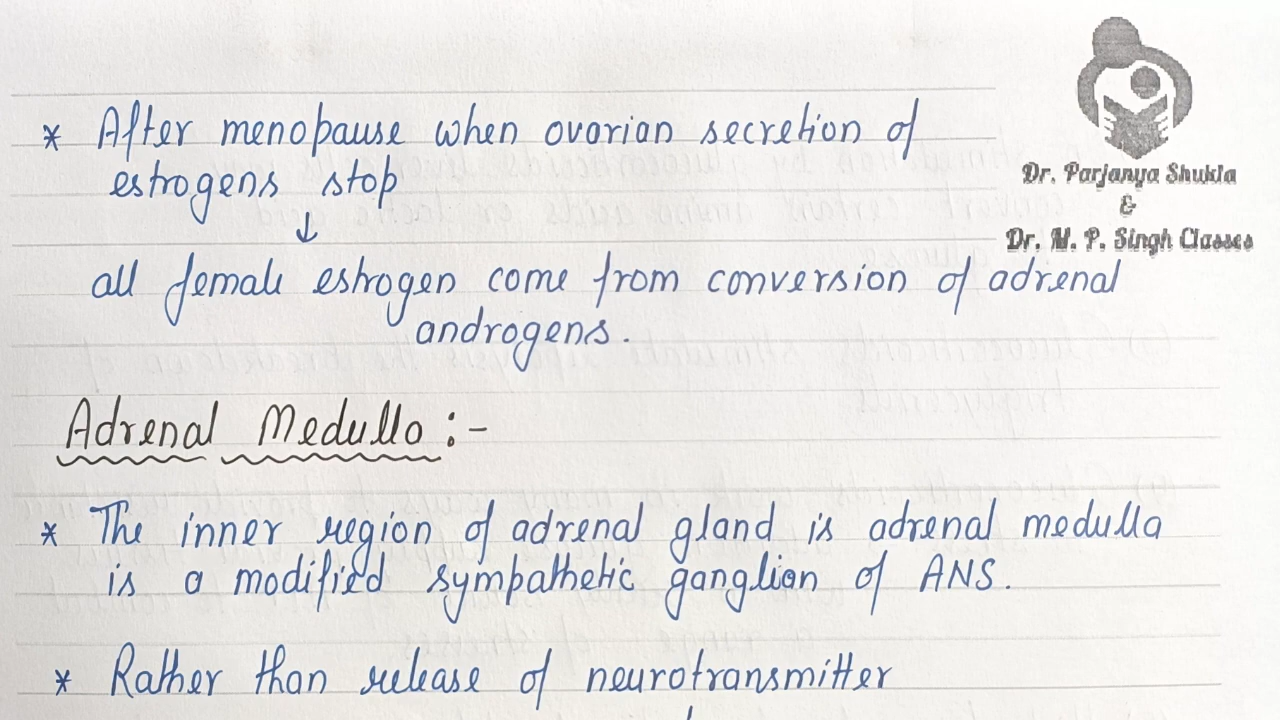 * After menopause when ovarian secretion of
estrogens stop
↓
all female estrogen come from conversion of adrenal
androgens.
Adrenal Medulla :-
* The inner region of adrenal gland is adrenal medulla
is a modified sympathetic ganglion of ANS.
* Rather than release of neurotransmitter
Dr. Parjanya Shukla
&
Dr. M. P. Singh Classes